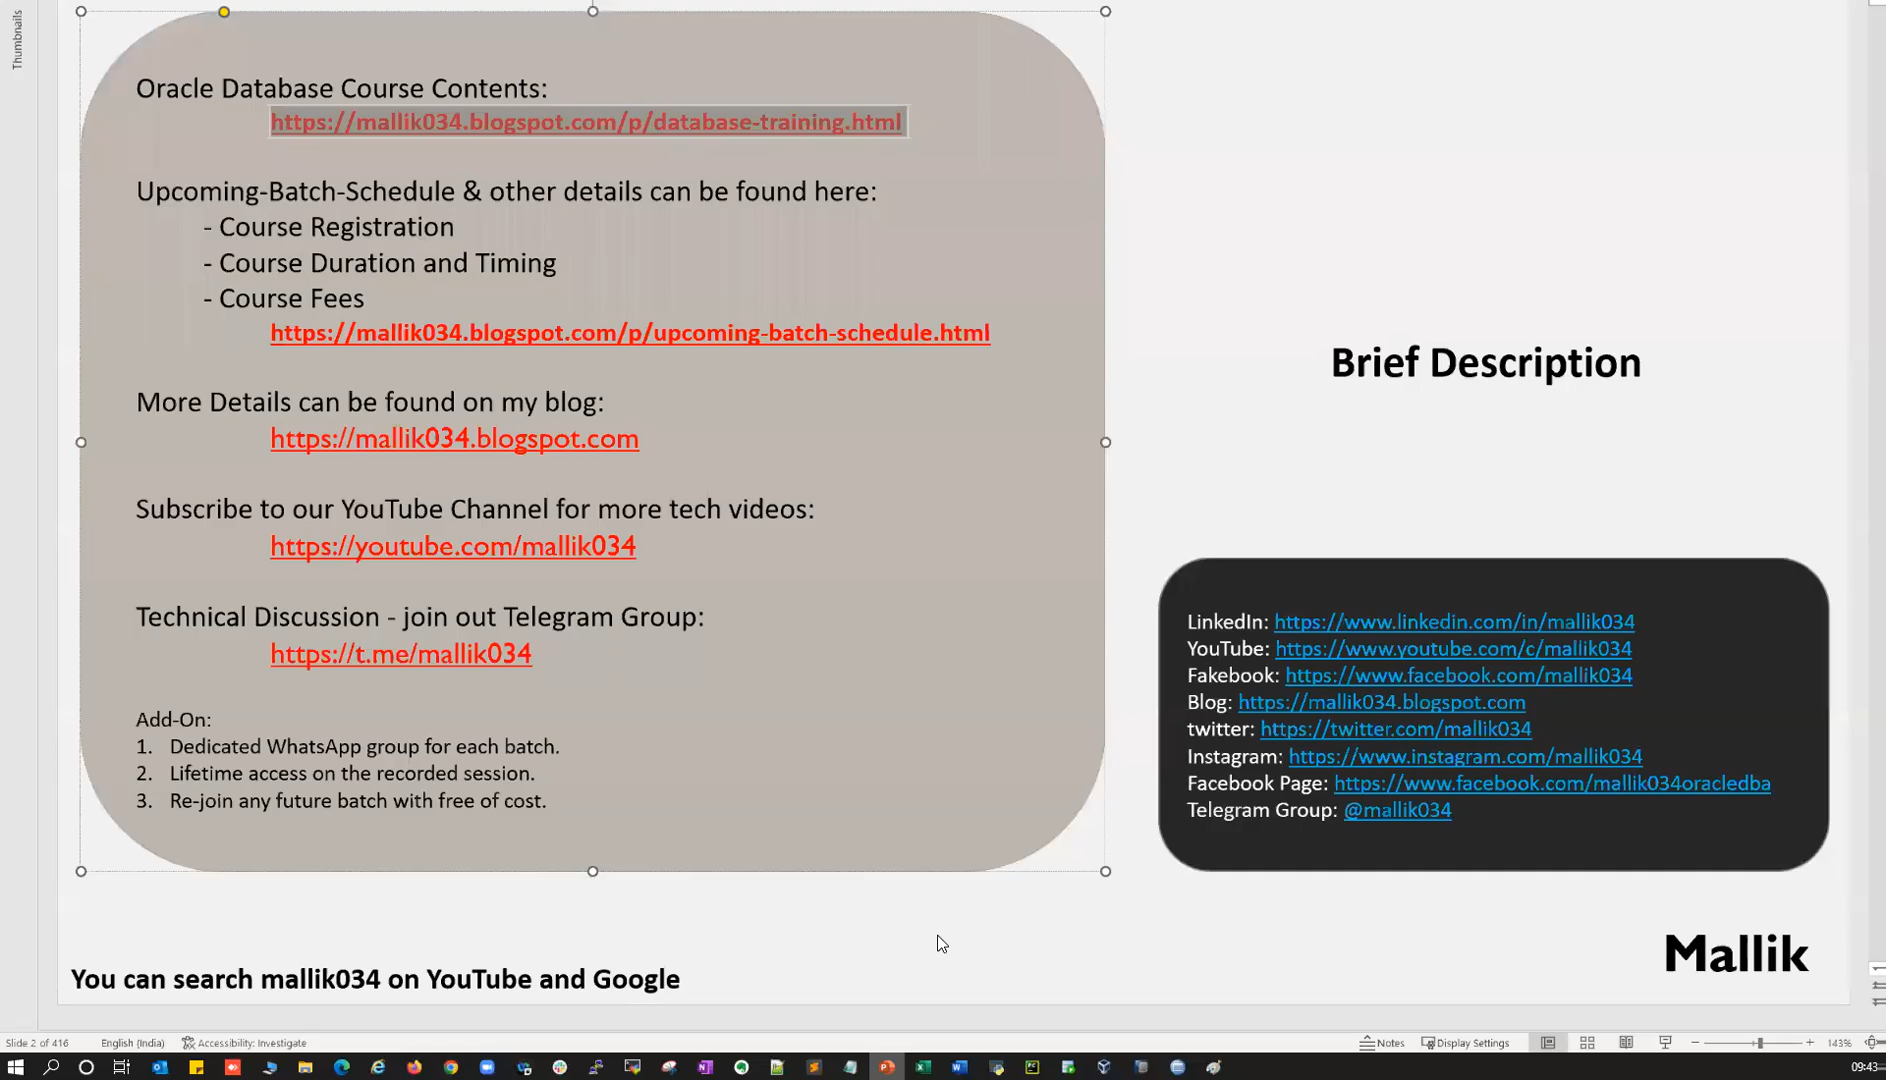 Thumbnails
Oracle Database Course Contents:
https://mallik034.blogspot.com/p/database-training.html
Upcoming-Batch-Schedule & other details can be found here:
- Course Registration
- Course Duration and Timing
- Course Fees
https://mallik034.blogspot.com/p/upcoming-batch-schedule.html
More Details can be found on my blog:
https://mallik034.blogspot.com
Subscribe to our YouTube Channel for more tech videos:
https://youtube.com/mallik034
Technical Discussion - join out Telegram Group:
https://t.me/mallik034
Add-On:
1. Dedicated WhatsApp group for each batch.
2. Lifetime access on the recorded session.
3. Re-join any future batch with free of cost.
Brief Description
LinkedIn: https://www.linkedin.com/in/mallik034
YouTube: https://www.youtube.com/c/mallik034
Fakebook: https://www.facebook.com/mallik034
Blog: https://mallik034.blogspot.com
twitter: https://twitter.com/mallik034
Instagram: https://www.instagram.com/mallik034
Facebook Page: https://www.facebook.com/mallik034oracledba
Telegram Group: @mallik034
Mallik
You can search mallik034 on YouTube and Google
Slide 2 of 416 English (India) Accessibility: Investigate Notes Display Settings 143%
09:43